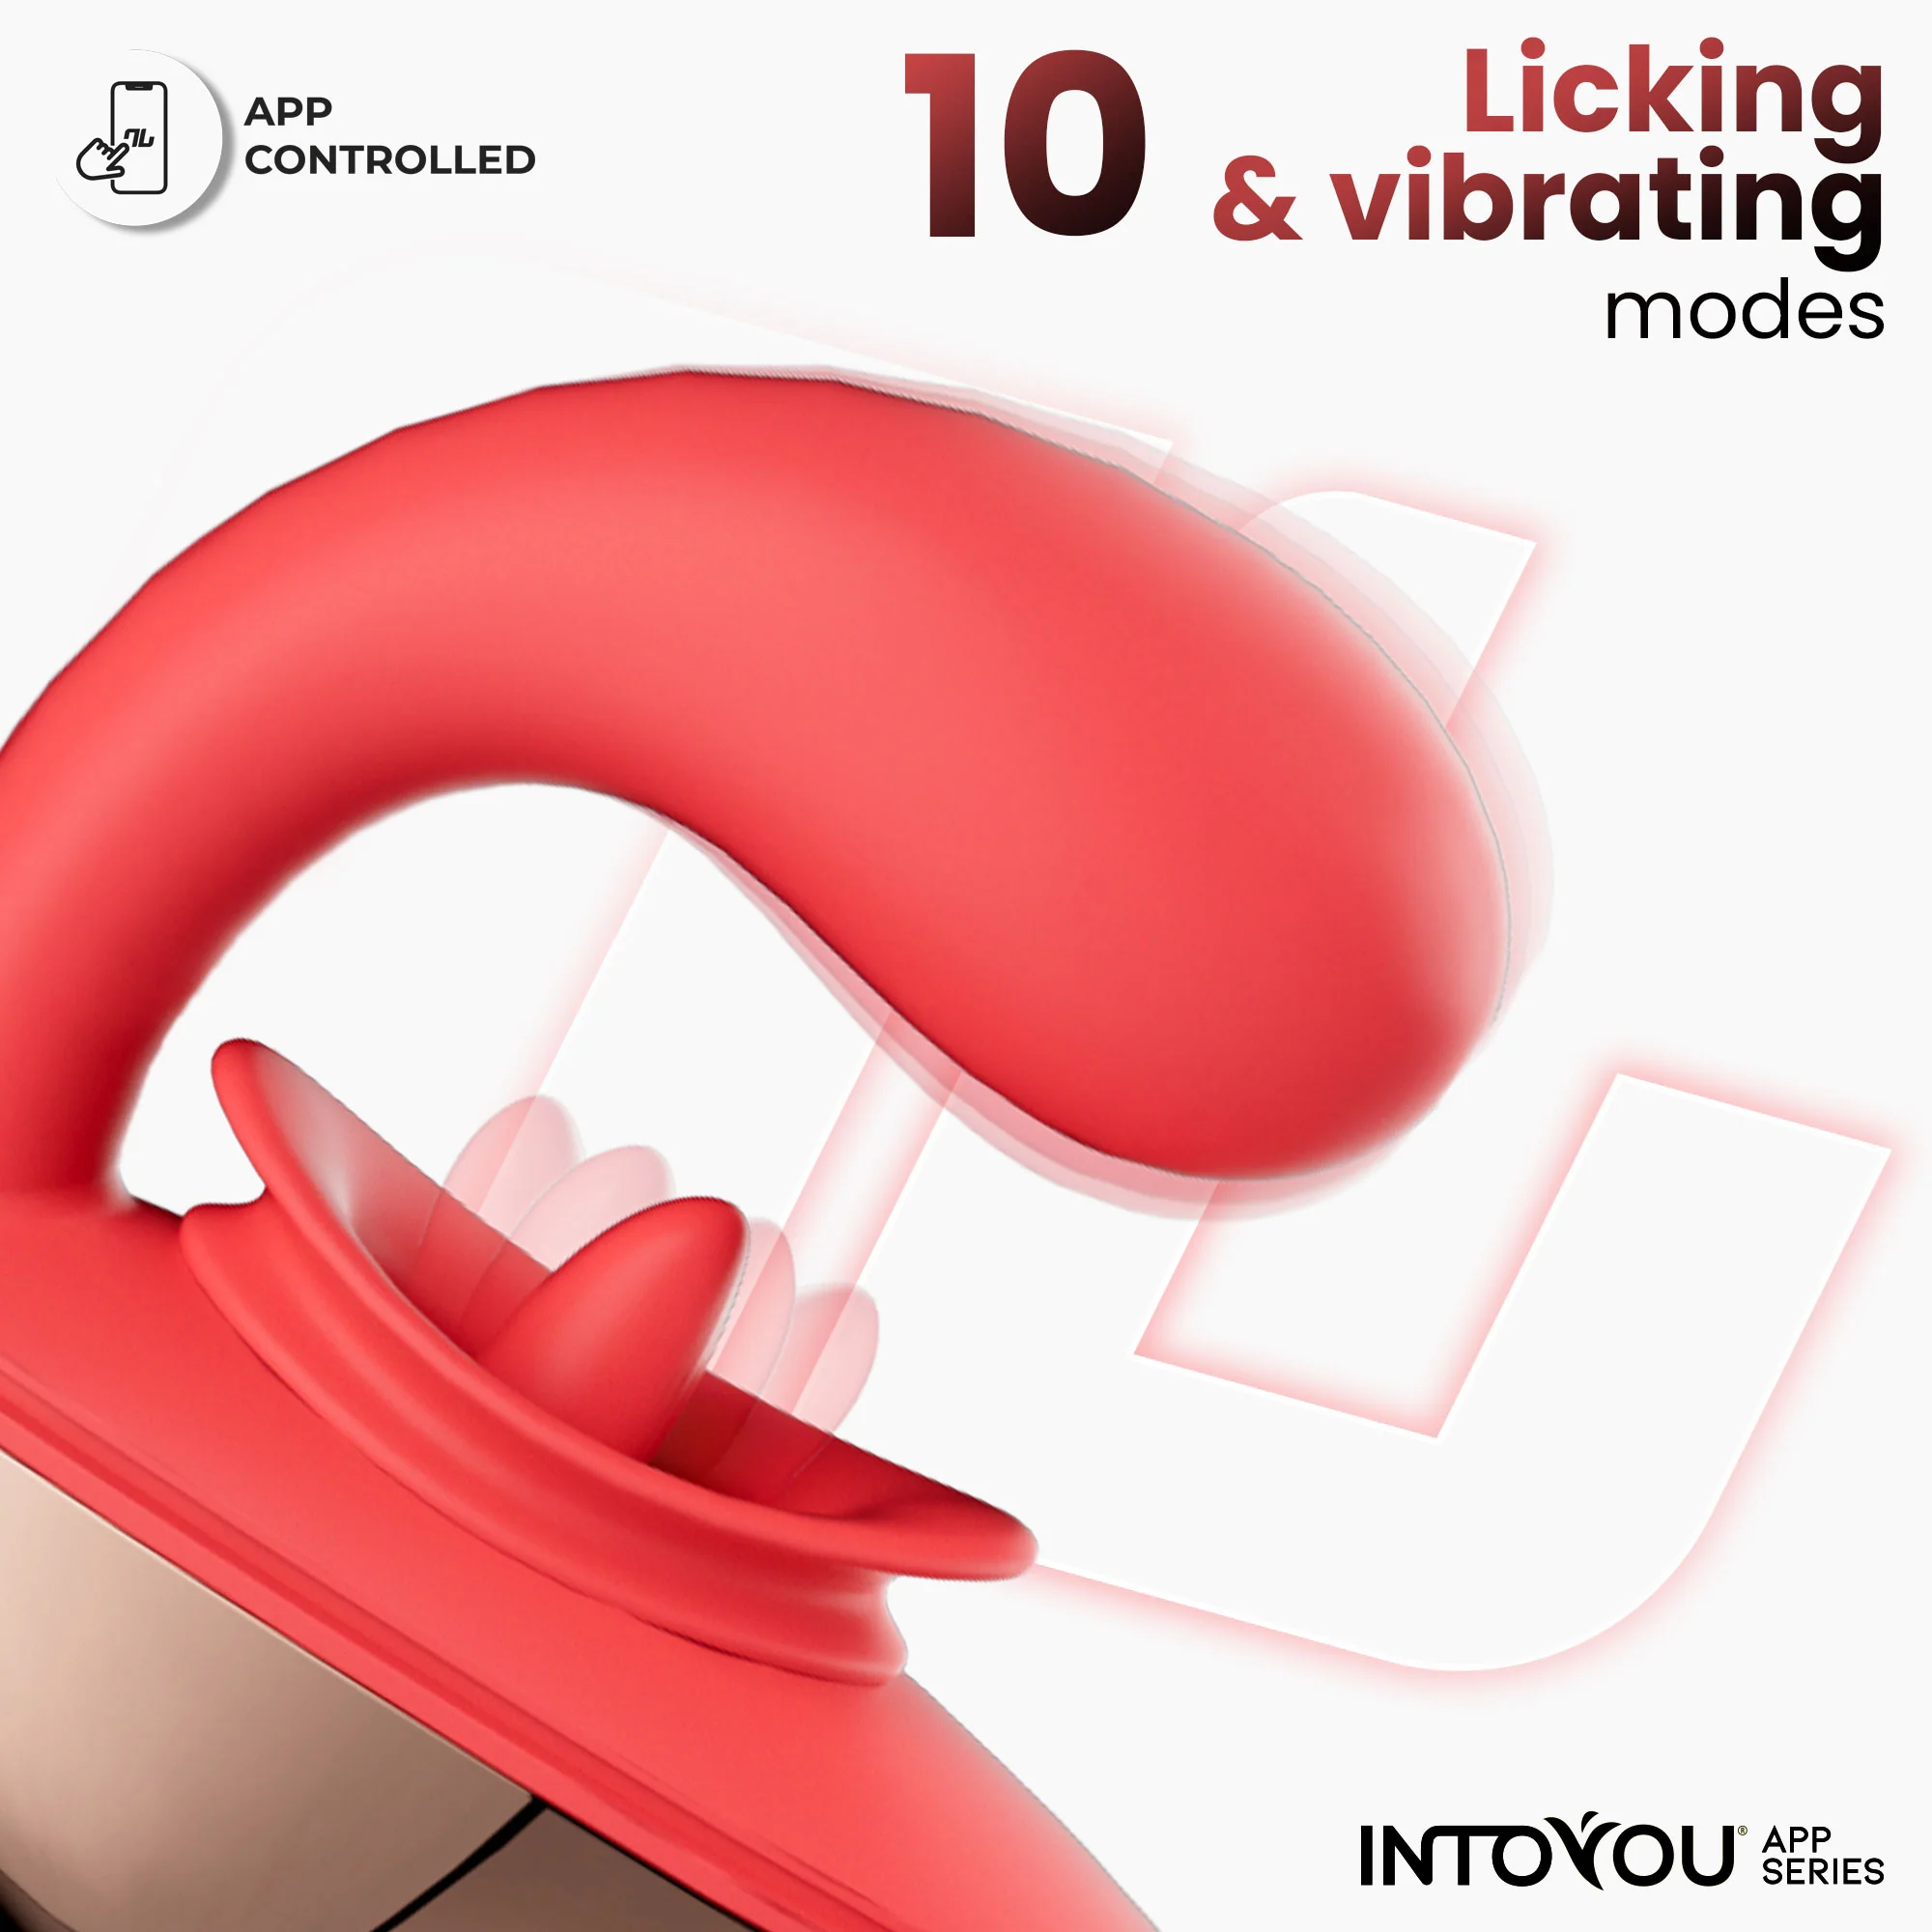 APP
CONTROLLED
10
Licking
& vibrating
modes
INTOYOU® APP
SERIES